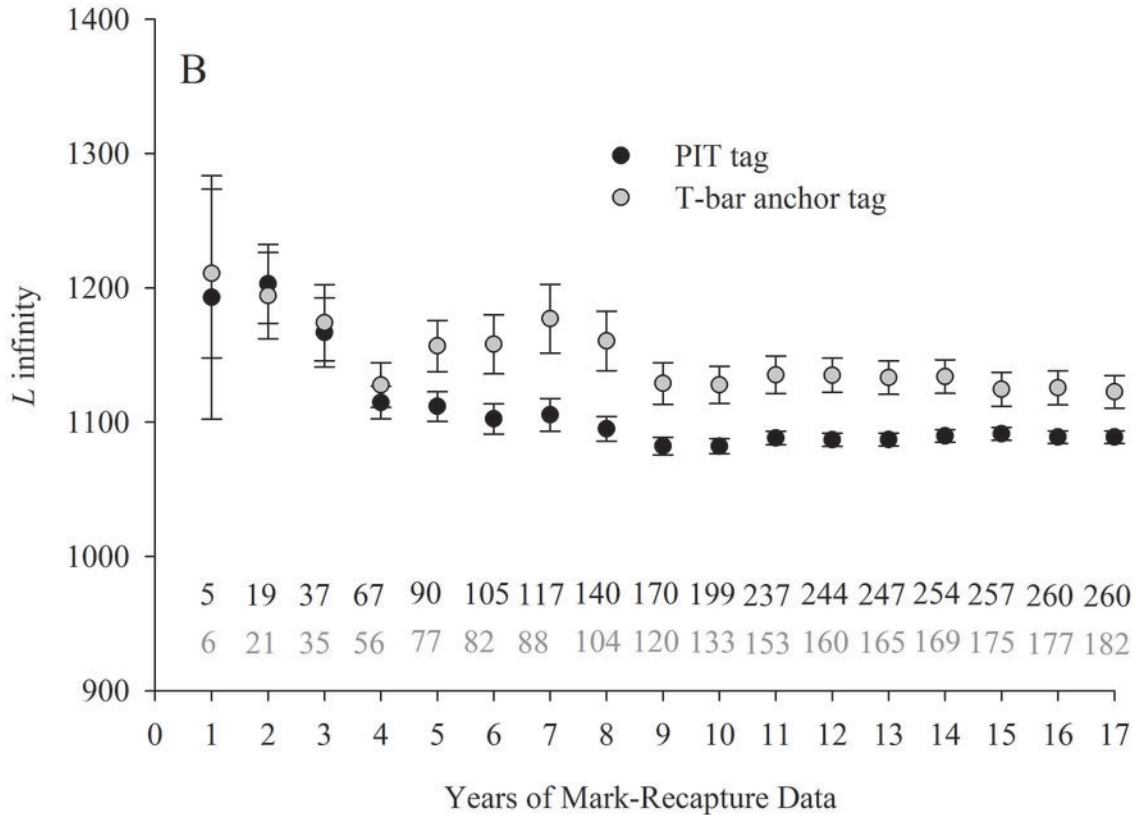 1400
B
1300
PIT tag
T-bar anchor tag
1200
L infinity
1100
1000
5 19 37 67 90 105 117 140 170 199 237 244 247 254 257 260 260
6 21 35 56 77 82 88 104 120 133 153 160 165 169 175 177 182
900
0 1 2 3 4 5 6 7 8 9 10 11 12 13 14 15 16 17
Years of Mark-Recapture Data